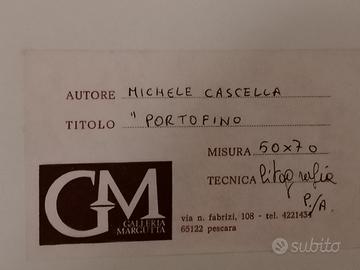 AUTORE MICHELE CASCELLA
TITOLO "PORTOFINO
MISURA 50x70
TECNICA litografia
P/A.
GM
GALLERIA
MARGUTTA
via n. fabrizi, 108 - tel. 4221434
65122 pescara
subito